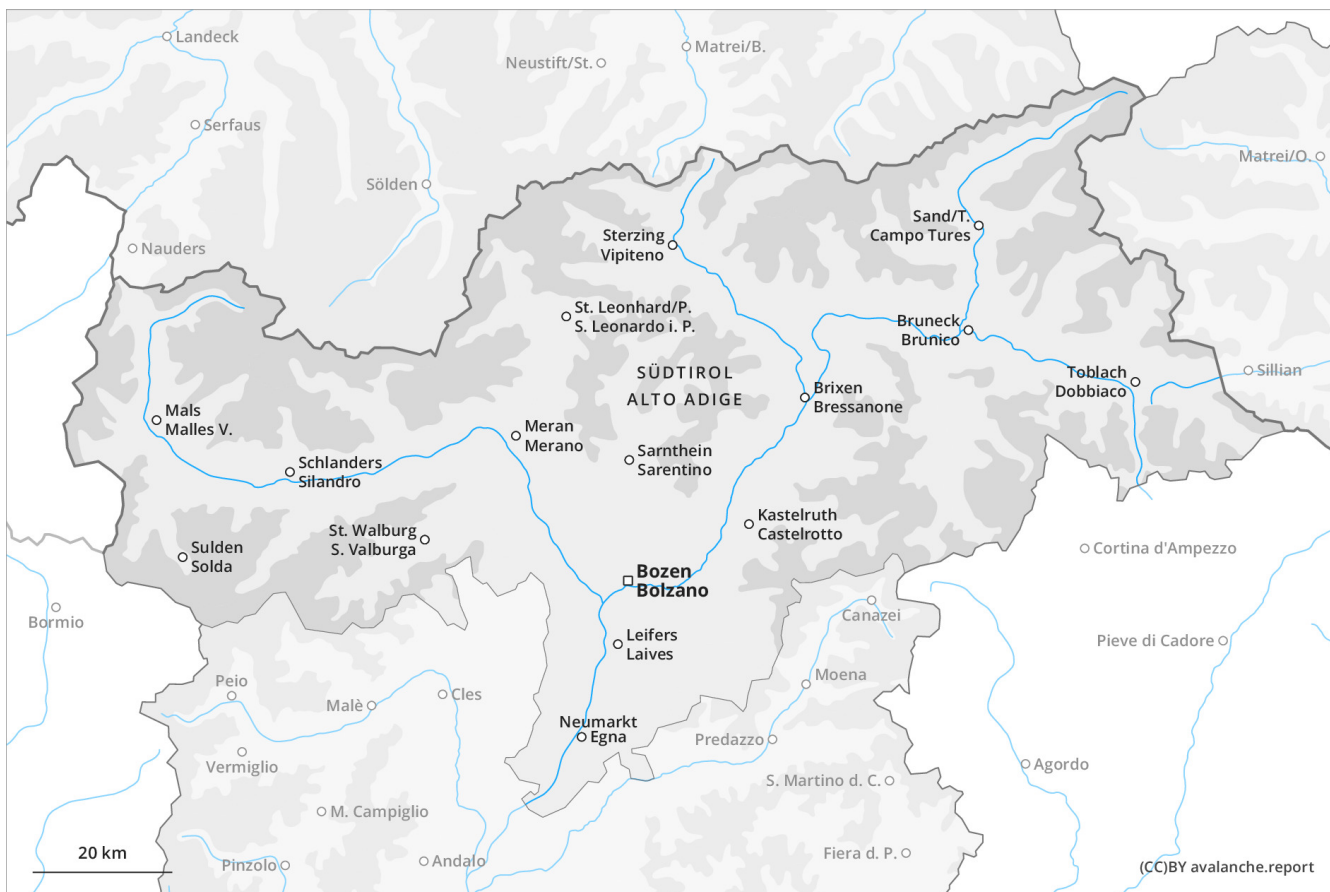 Landeck
Matrei/B.
Neustift/St.
Serfaus
Matrei/O.
Sölden
Sand/T.
Campo Tures
Sterzing
Vipiteno
Nauders
St. Leonhard/P.
S. Leonardo i. P.
Bruneck
Brunico
SÜDTIROL
ALTO ADIGE
Toblach
Dobbiaco
Sillian
Brixen
Bressanone
Mals
Malles V.
Meran
Merano
Schlanders
Silandro
Sarnthein
Sarentino
Kastelruth
Castelrotto
St. Walburg
S. Valburga
Sulden
Solda
Cortina d'Ampezzo
Bozen
Bolzano
Bormio
Canazei
Leifers
Laives
Pieve di Cadore
Peio
Moena
Malè
Cles
Neumarkt
Egna
Predazzo
Vermiglio
Agordo
S. Martino d. C.
M. Campiglio
20 km
Pinzolo
Andalo
Fiera d. P.
(CC)BY avalanche.report